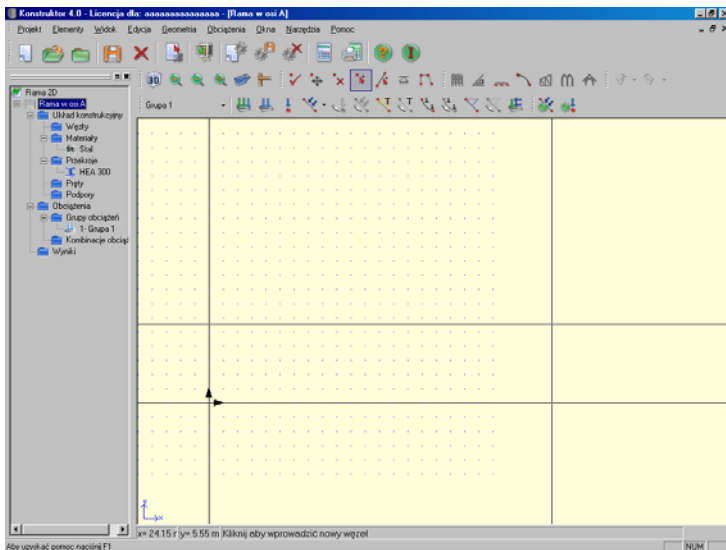 Konstruktor 4.0 - Licencja dla: aaaaaaaaaaaaaaa - [Rama w osi A]
Projekt Elementy Widok Edycja Geometria Obciążenia Okna Narzędzia Pomoc
3D
Grupa 1
Rama 2D
Rama w osi A
Układ konstrukcyjny
Węzły
Materiały
Stal
Przekroje
HEA 300
Pręty
Podpory
Obciążenia
Grupy obciążeń
1- Grupa 1
Kombinacje obciąż
Wyniki
z
x
x= 24.15 r y= 5.55 m Kliknij aby wprowadzić nowy węzeł
Aby uzyskać pomoc naciśnij F1
NUM